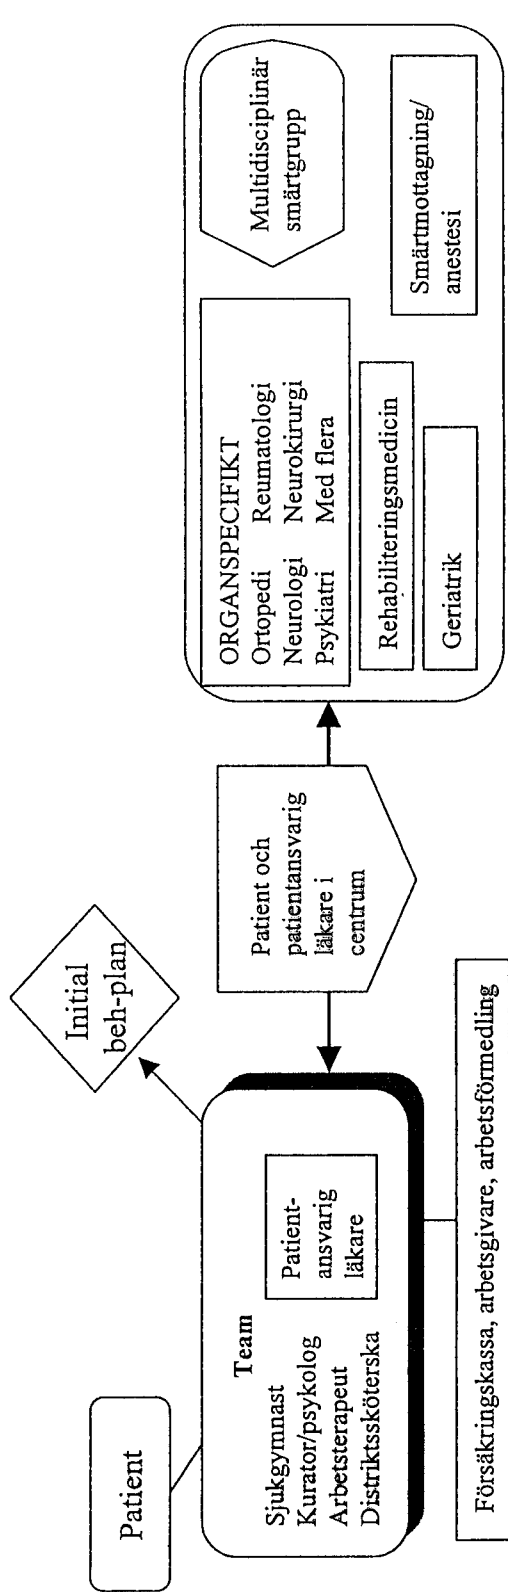 Patient
Team
Sjukgymnast
Kurator/psykolog
Arbetsterapeut
Distriktssköterska
Patient-
ansvarig
läkare
Initial
beh-plan
Försäkringskassa, arbetsgivare, arbetsförmedling
Patient och
patientansvarig
läkare i
centrum
ORGANSPECIFIKT
Ortopedi Reumatologi
Neurologi Neurokirurgi
Psykiatri Med flera
Rehabiliteringsmedicin
Geriatrik
Multidisciplinär
smärtgrupp
Smärtmottagning/
anestesi